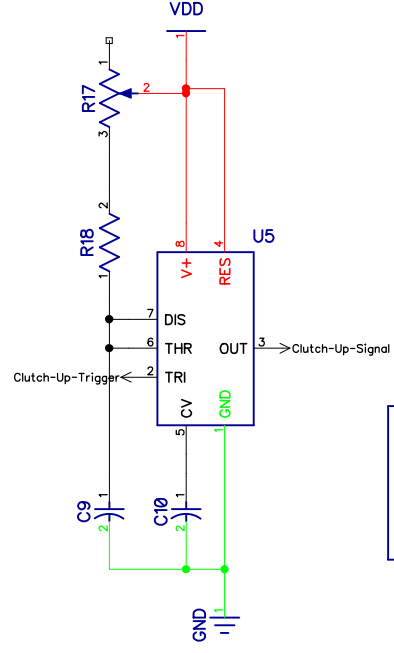 VDD
1
1
R17
2
3
2
R18
1
8
4
U5
V+
RES
7
DIS
6
THR
OUT
3
Clutch-Up-Signal
Clutch-Up-Trigger
2
TRI
CV
GND
5
1
1
1
C9
C10
2
2
1
GND